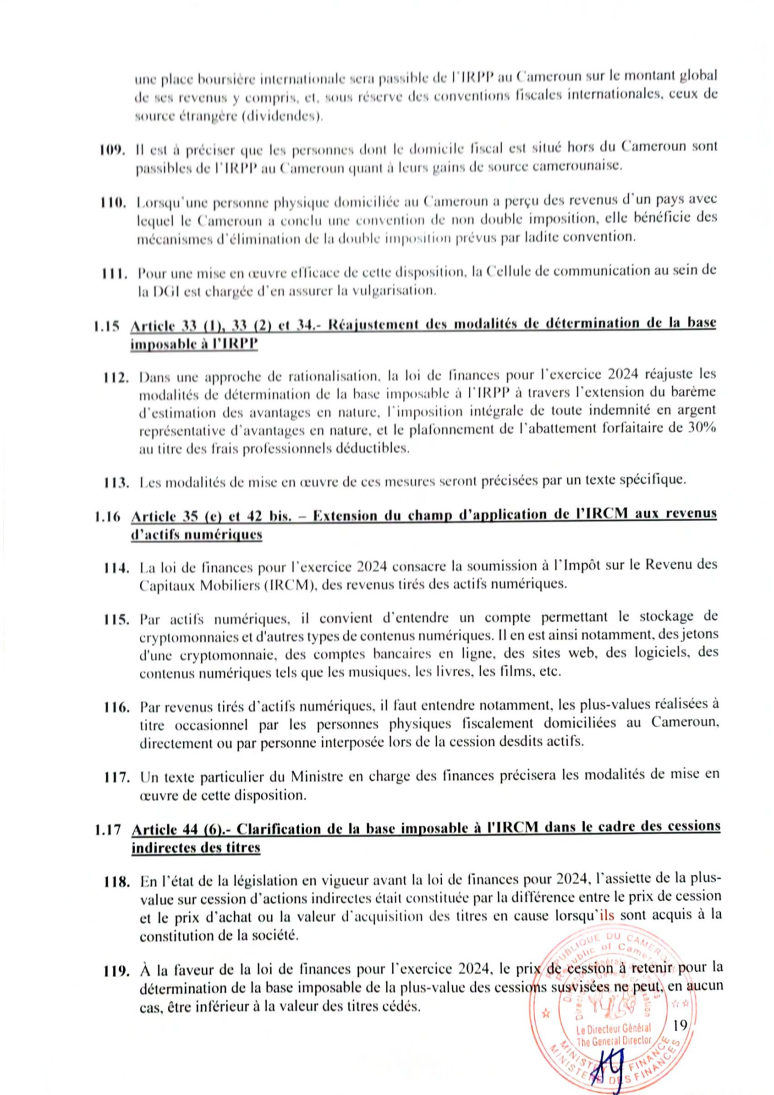 une place boursière internationale sera passible de l'IRPP au Cameroun sur le montant global
de ses revenus y compris, et, sous réserve des conventions fiscales internationales, ceux de
source étrangère (dividendes).
109. Il est à préciser que les personnes dont le domicile fiscal est situé hors du Cameroun sont
passibles de l'IRPP au Cameroun quant à leurs gains de source camerounaise.
110. Lorsqu'une personne physique domiciliée au Cameroun a perçu des revenus d'un pays avec
lequel le Cameroun a conclu une convention de non double imposition, elle bénéficie des
mécanismes d'élimination de la double imposition prévus par ladite convention.
111. Pour une mise en œuvre efficace de cette disposition, la Cellule de communication au sein de
la DGI est chargée d'en assurer la vulgarisation.
1.15 Article 33 (1), 33 (2) et 34.- Réajustement des modalités de détermination de la base
imposable à l'IRPP
112. Dans une approche de rationalisation, la loi de finances pour l'exercice 2024 réajuste les
modalités de détermination de la base imposable à l'IRPP à travers l'extension du barème
d'estimation des avantages en nature, l'imposition intégrale de toute indemnité en argent
représentative d'avantages en nature, et le plafonnement de l'abattement forfaitaire de 30%
au titre des frais professionnels déductibles.
113. Les modalités de mise en œuvre de ces mesures seront précisées par un texte spécifique.
1.16 Article 35 (e) et 42 bis. – Extension du champ d'application de l'IRCM aux revenus
d'actifs numériques
114. La loi de finances pour l'exercice 2024 consacre la soumission à l'Impôt sur le Revenu des
Capitaux Mobiliers (IRCM), des revenus tirés des actifs numériques.
115. Par actifs numériques, il convient d'entendre un compte permettant le stockage de
cryptomonnaies et d'autres types de contenus numériques. Il en est ainsi notamment, des jetons
d'une cryptomonnaie, des comptes bancaires en ligne, des sites web, des logiciels, des
contenus numériques tels que les musiques, les livres, les films, etc.
116. Par revenus tirés d'actifs numériques, il faut entendre notamment, les plus-values réalisées à
titre occasionnel par les personnes physiques fiscalement domiciliées au Cameroun,
directement ou par personne interposée lors de la cession desdits actifs.
117. Un texte particulier du Ministre en charge des finances précisera les modalités de mise en
œuvre de cette disposition.
1.17 Article 44 (6).- Clarification de la base imposable à l'IRCM dans le cadre des cessions
indirectes des titres
118. En l'état de la législation en vigueur avant la loi de finances pour 2024, l'assiette de la plus-
value sur cession d'actions indirectes était constituée par la différence entre le prix de cession
et le prix d'achat ou la valeur d'acquisition des titres en cause lorsqu'ils sont acquis à la
constitution de la société.
119. À la faveur de la loi de finances pour l'exercice 2024, le prix de cession à retenir pour la
détermination de la base imposable de la plus-value des cessions susvisées ne peut, en aucun
cas, être inférieur à la valeur des titres cédés.
REPUBLIQUE DU
Republic of
Le Directeur Général
The General Director
MINISTRY FINANCE
MINISTERE DES FINANCES
19